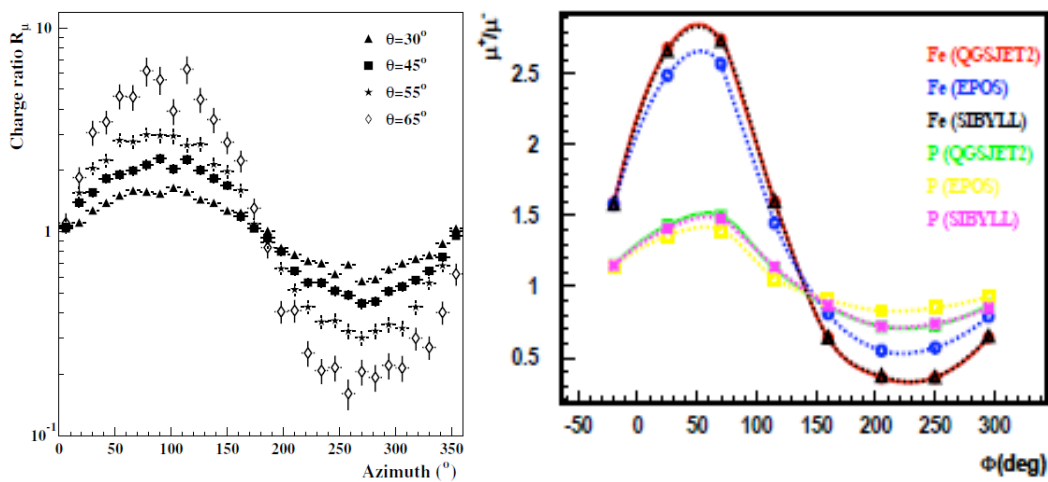 Charge ratio Rμ
10
1
10⁻¹
θ=30°
θ=45°
θ=55°
θ=65°
0 50 100 150 200 250 300 350
Azimuth (°)
μ⁺/μ⁻
2.5
2
1.5
1
0.5
Fe (QGSJET2)
Fe (EPOS)
Fe (SIBYLL)
P (QGSJET2)
P (EPOS)
P (SIBYLL)
-50 0 50 100 150 200 250 300
Φ(deg)